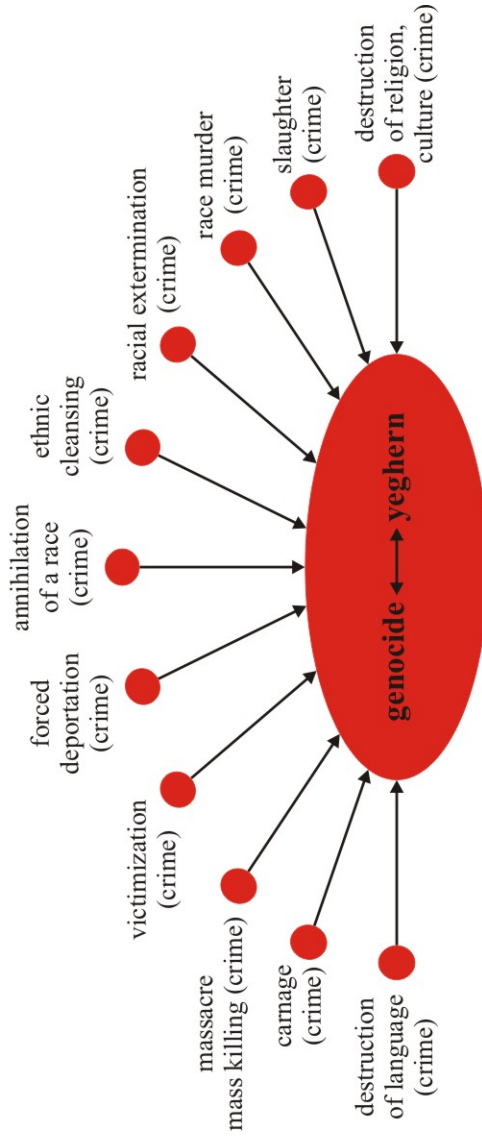 destruction
of language
(crime)
carnage
(crime)
massacre
mass killing (crime)
victimization
(crime)
forced
deportation
(crime)
annihilation
of a race
(crime)
ethnic
cleansing
(crime)
racial extermination
(crime)
race murder
(crime)
slaughter
(crime)
destruction
of religion,
culture (crime)
genocide yeghern